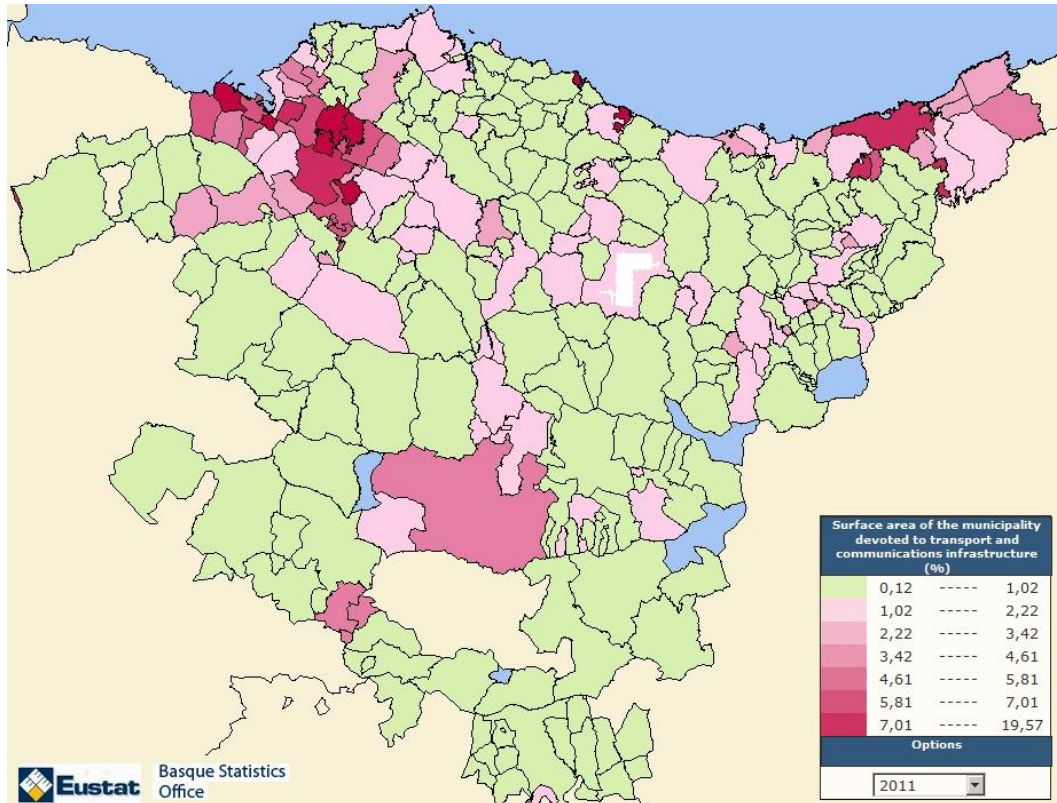 Surface area of the municipality
devoted to transport and
communications infrastructure
(%)
0,12 ----- 1,02
1,02 ----- 2,22
2,22 ----- 3,42
3,42 ----- 4,61
4,61 ----- 5,81
5,81 ----- 7,01
7,01 ----- 19,57
Options
2011
Eustat
Basque Statistics
Office